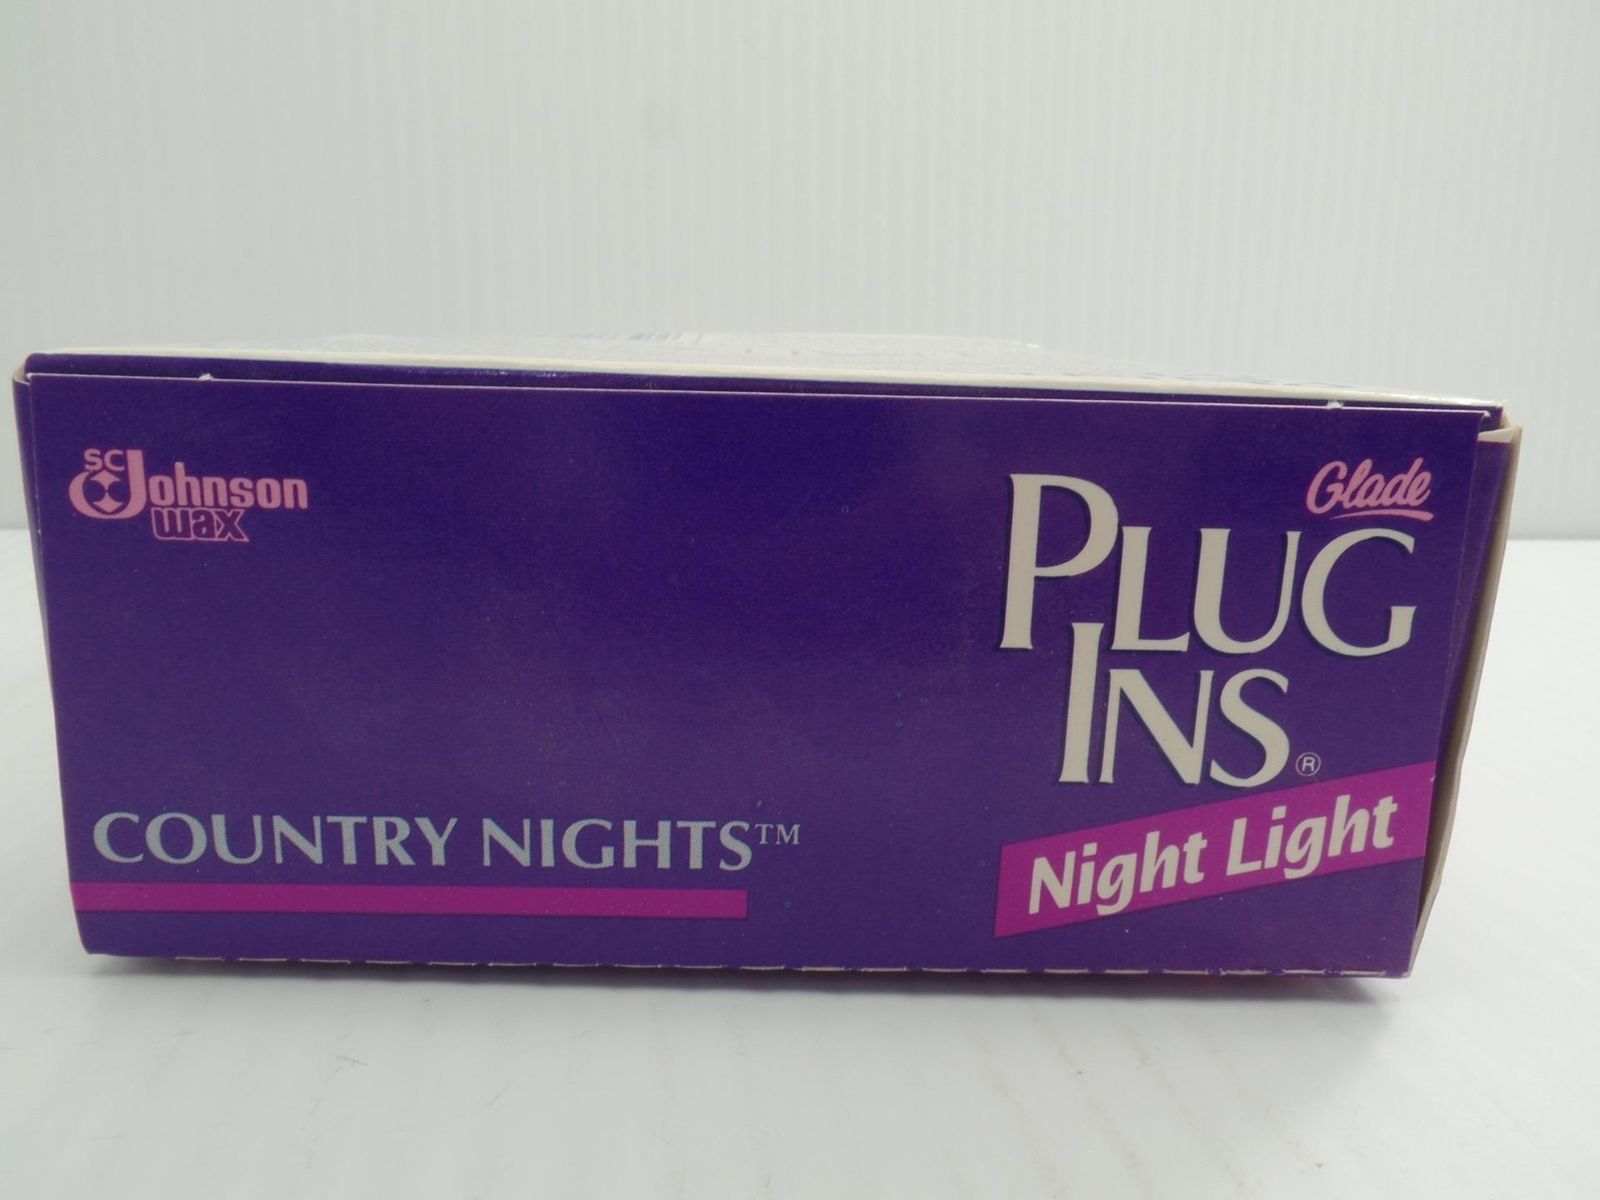 SC Johnson
wax
Glade
PLUG
INS®
Night Light
COUNTRY NIGHTS™